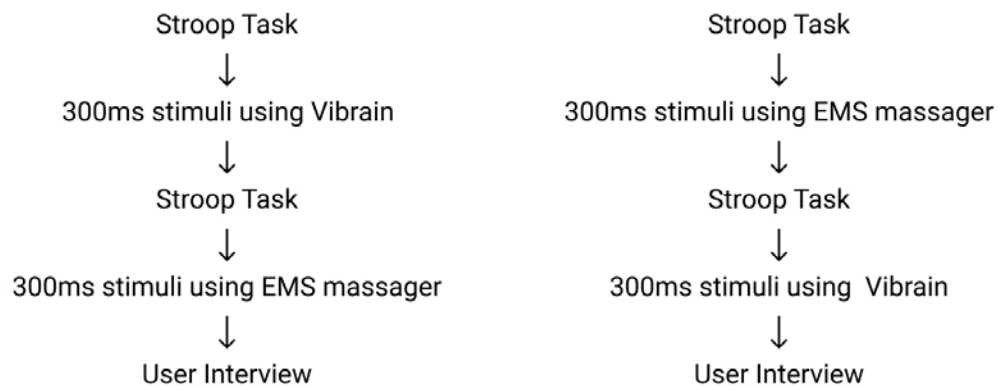 Stroop Task
300ms stimuli using Vibrain
Stroop Task
300ms stimuli using EMS massager
User Interview
Stroop Task
300ms stimuli using EMS massager
Stroop Task
300ms stimuli using Vibrain
User Interview